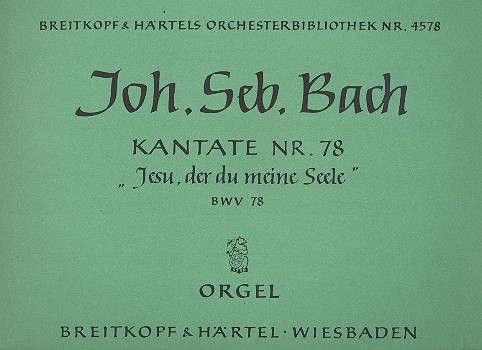 BREITKOPF & HÄRTELS ORCHESTERBIBLIOTHEK NR. 4578
Joh. Seb. Bach
KANTATE NR. 78
„Jesu, der du meine Seele"
BWV 78
ORGEL
BREITKOPF & HÄRTEL · WIESBADEN